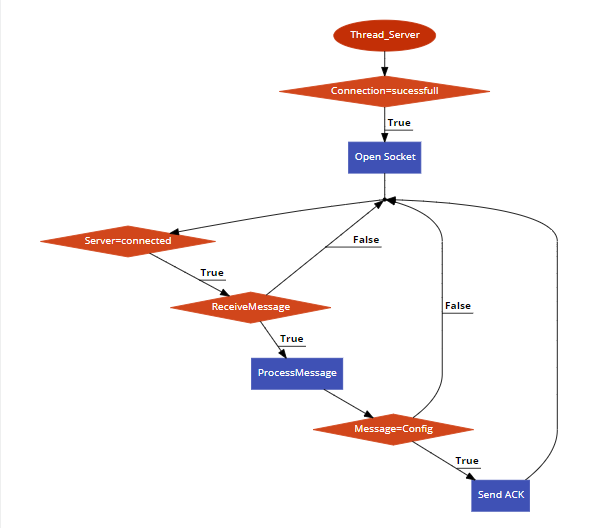 Thread_Server
Connection=sucessfull
True
Open Socket
Server=connected
False
True
ReceiveMessage
False
True
ProcessMessage
Message=Config
True
Send ACK